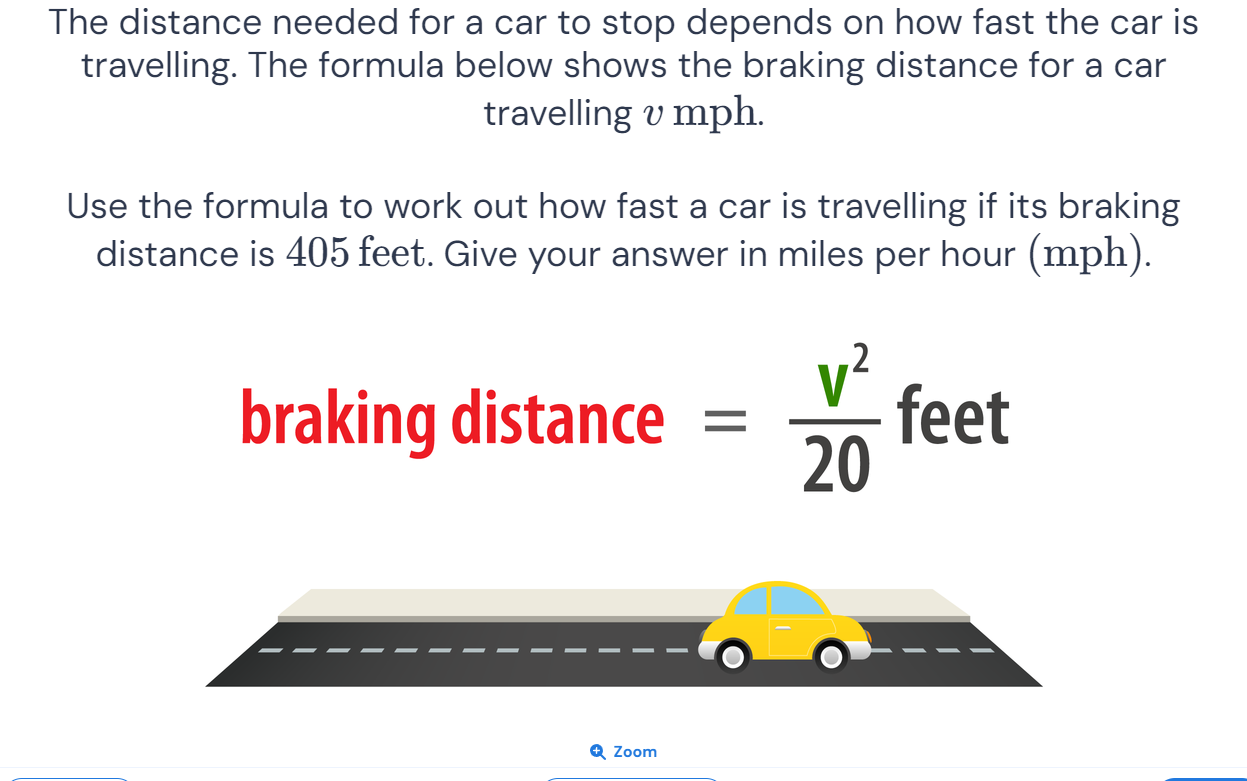 The distance needed for a car to stop depends on how fast the car is
travelling. The formula below shows the braking distance for a car
travelling v mph.
Use the formula to work out how fast a car is travelling if its braking
distance is 405 feet. Give your answer in miles per hour (mph).
braking distance = v²/20 feet
Zoom